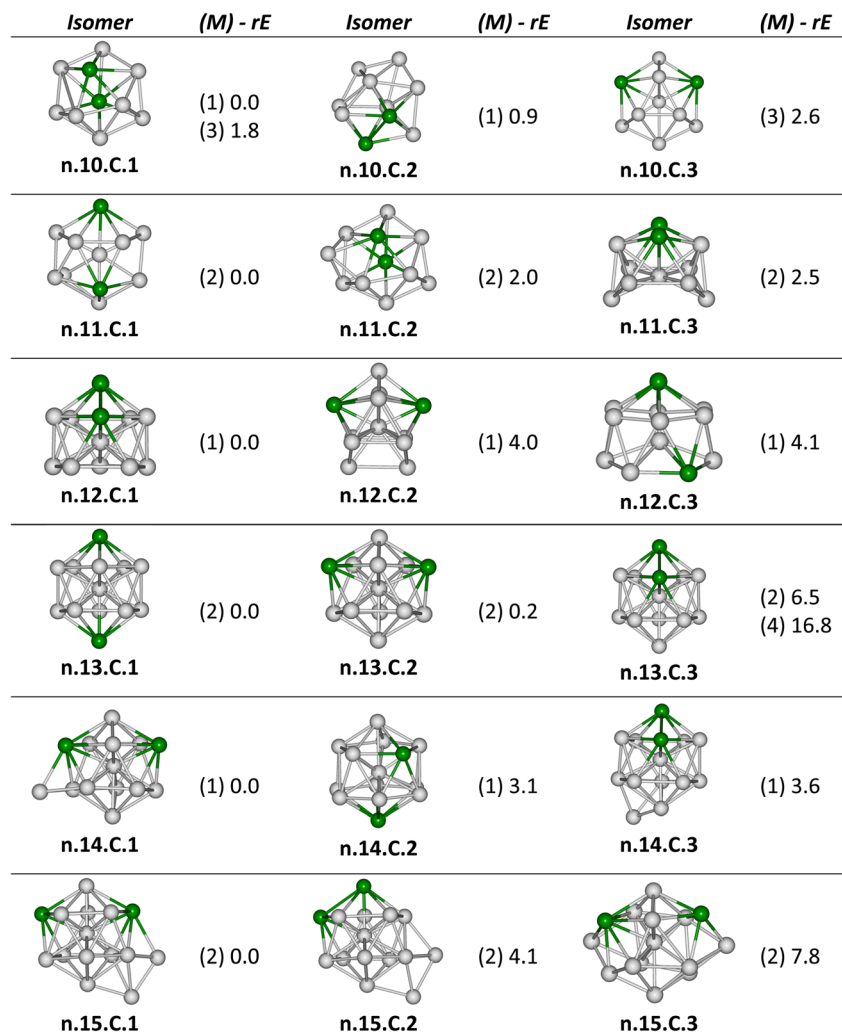 Isomer (M) - rE Isomer (M) - rE Isomer (M) - rE
(1) 0.0
(3) 1.8
(1) 0.9
(3) 2.6
n.10.C.1 n.10.C.2 n.10.C.3
(2) 0.0
(2) 2.0
(2) 2.5
n.11.C.1 n.11.C.2 n.11.C.3
(1) 0.0
(1) 4.0
(1) 4.1
n.12.C.1 n.12.C.2 n.12.C.3
(2) 0.0
(2) 0.2
(2) 6.5
(4) 16.8
n.13.C.1 n.13.C.2 n.13.C.3
(1) 0.0
(1) 3.1
(1) 3.6
n.14.C.1 n.14.C.2 n.14.C.3
(2) 0.0
(2) 4.1
(2) 7.8
n.15.C.1 n.15.C.2 n.15.C.3